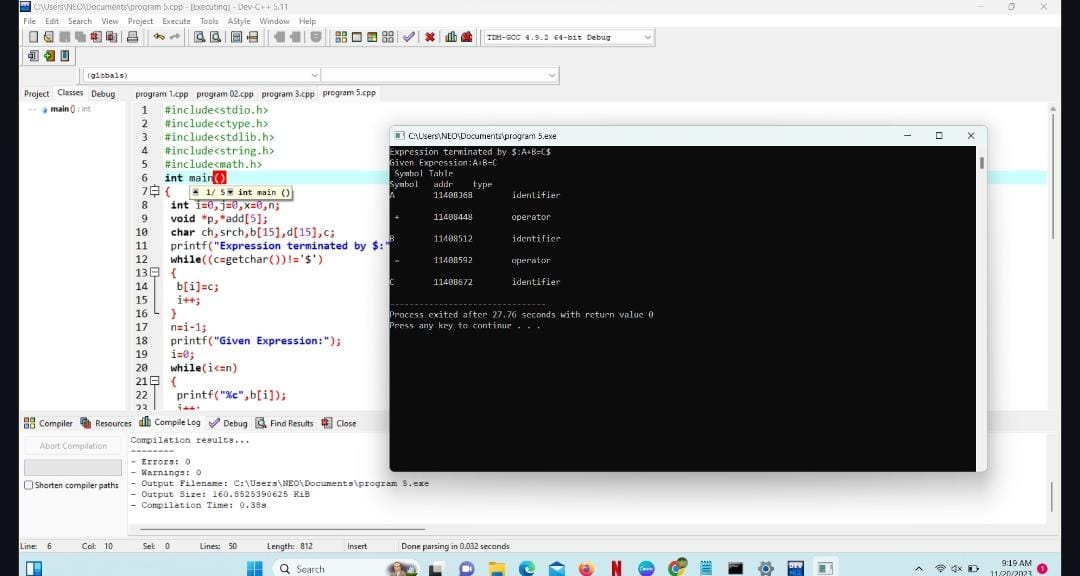 C:\Users\NEO\Documents\program 5.cpp - [Executing] - Dev-C++ 5.11
File Edit Search View Project Execute Tools AStyle Window Help
TDM-GCC 4.9.2 64-bit Debug
(globals)
Project Classes Debug
program 1.cpp program 02.cpp program 3.cpp program 5.cpp
main () : int
1 #include<stdio.h>
2 #include<ctype.h>
3 #include<stdlib.h>
4 #include<string.h>
5 #include<math.h>
6 int main()
7 {
1/ 5 int main ()
8 int i=0,j=0,x=0,n;
9 void *p,*add[5];
10 char ch,srch,b[15],d[15],c;
11 printf("Expression terminated by $:"
12 while((c=getchar())!='$')
13 {
14 b[i]=c;
15 i++;
16 }
17 n=i-1;
18 printf("Given Expression:");
19 i=0;
20 while(i<=n)
21 {
22 printf("%c",b[i]);
23 i++;
C:\Users\NEO\Documents\program 5.exe
Expression terminated by $:A+B=C$
Given Expression:A+B=C
Symbol Table
Symbol addr type
A 11408368 identifier
+ 11408448 operator
B 11408512 identifier
= 11408592 operator
C 11408672 identifier
--------------------------------
Process exited after 27.76 seconds with return value 0
Press any key to continue . . .
Compiler Resources Compile Log Debug Find Results Close
Abort Compilation
Shorten compiler paths
Compilation results...
--------
- Errors: 0
- Warnings: 0
- Output Filename: C:\Users\NEO\Documents\program 5.exe
- Output Size: 160.8525390625 KiB
- Compilation Time: 0.38s
Line: 6 Col: 10 Sel: 0 Lines: 50 Length: 812 Insert Done parsing in 0.032 seconds
Search
DEV
9:19 AM
11/20/2023
1